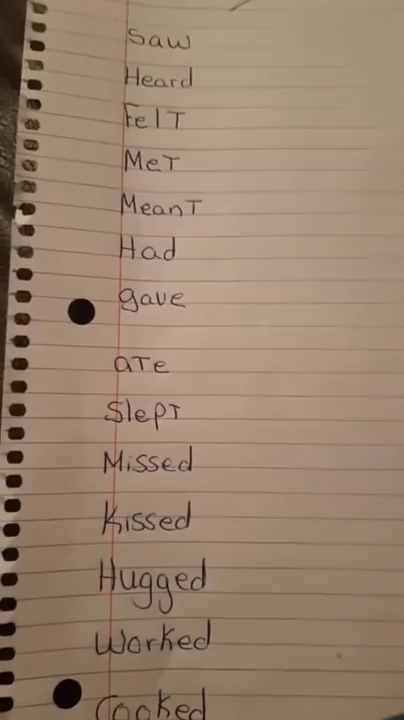 Saw
Heard
FelT
MeT
MeanT
Had
gave
aTe
SlepT
Missed
Kissed
Hugged
Worked
Cooked